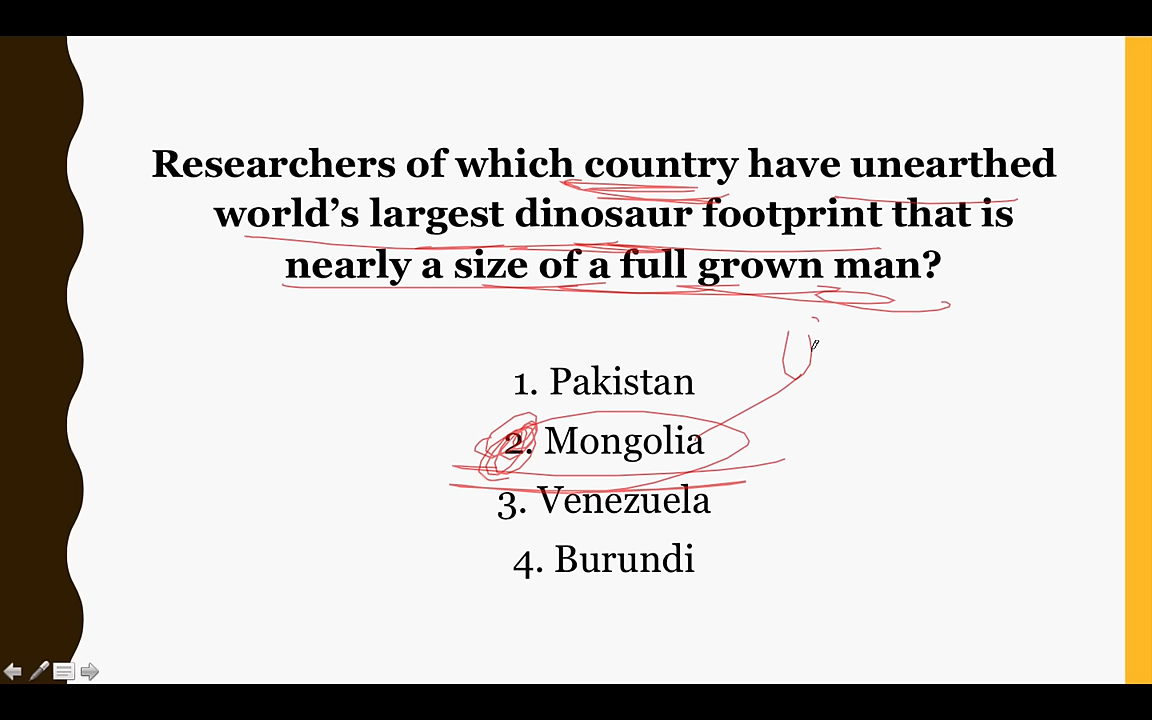 Researchers of which country have unearthed
world’s largest dinosaur footprint that is
nearly a size of a full grown man?
1. Pakistan
2. Mongolia
3. Venezuela
4. Burundi